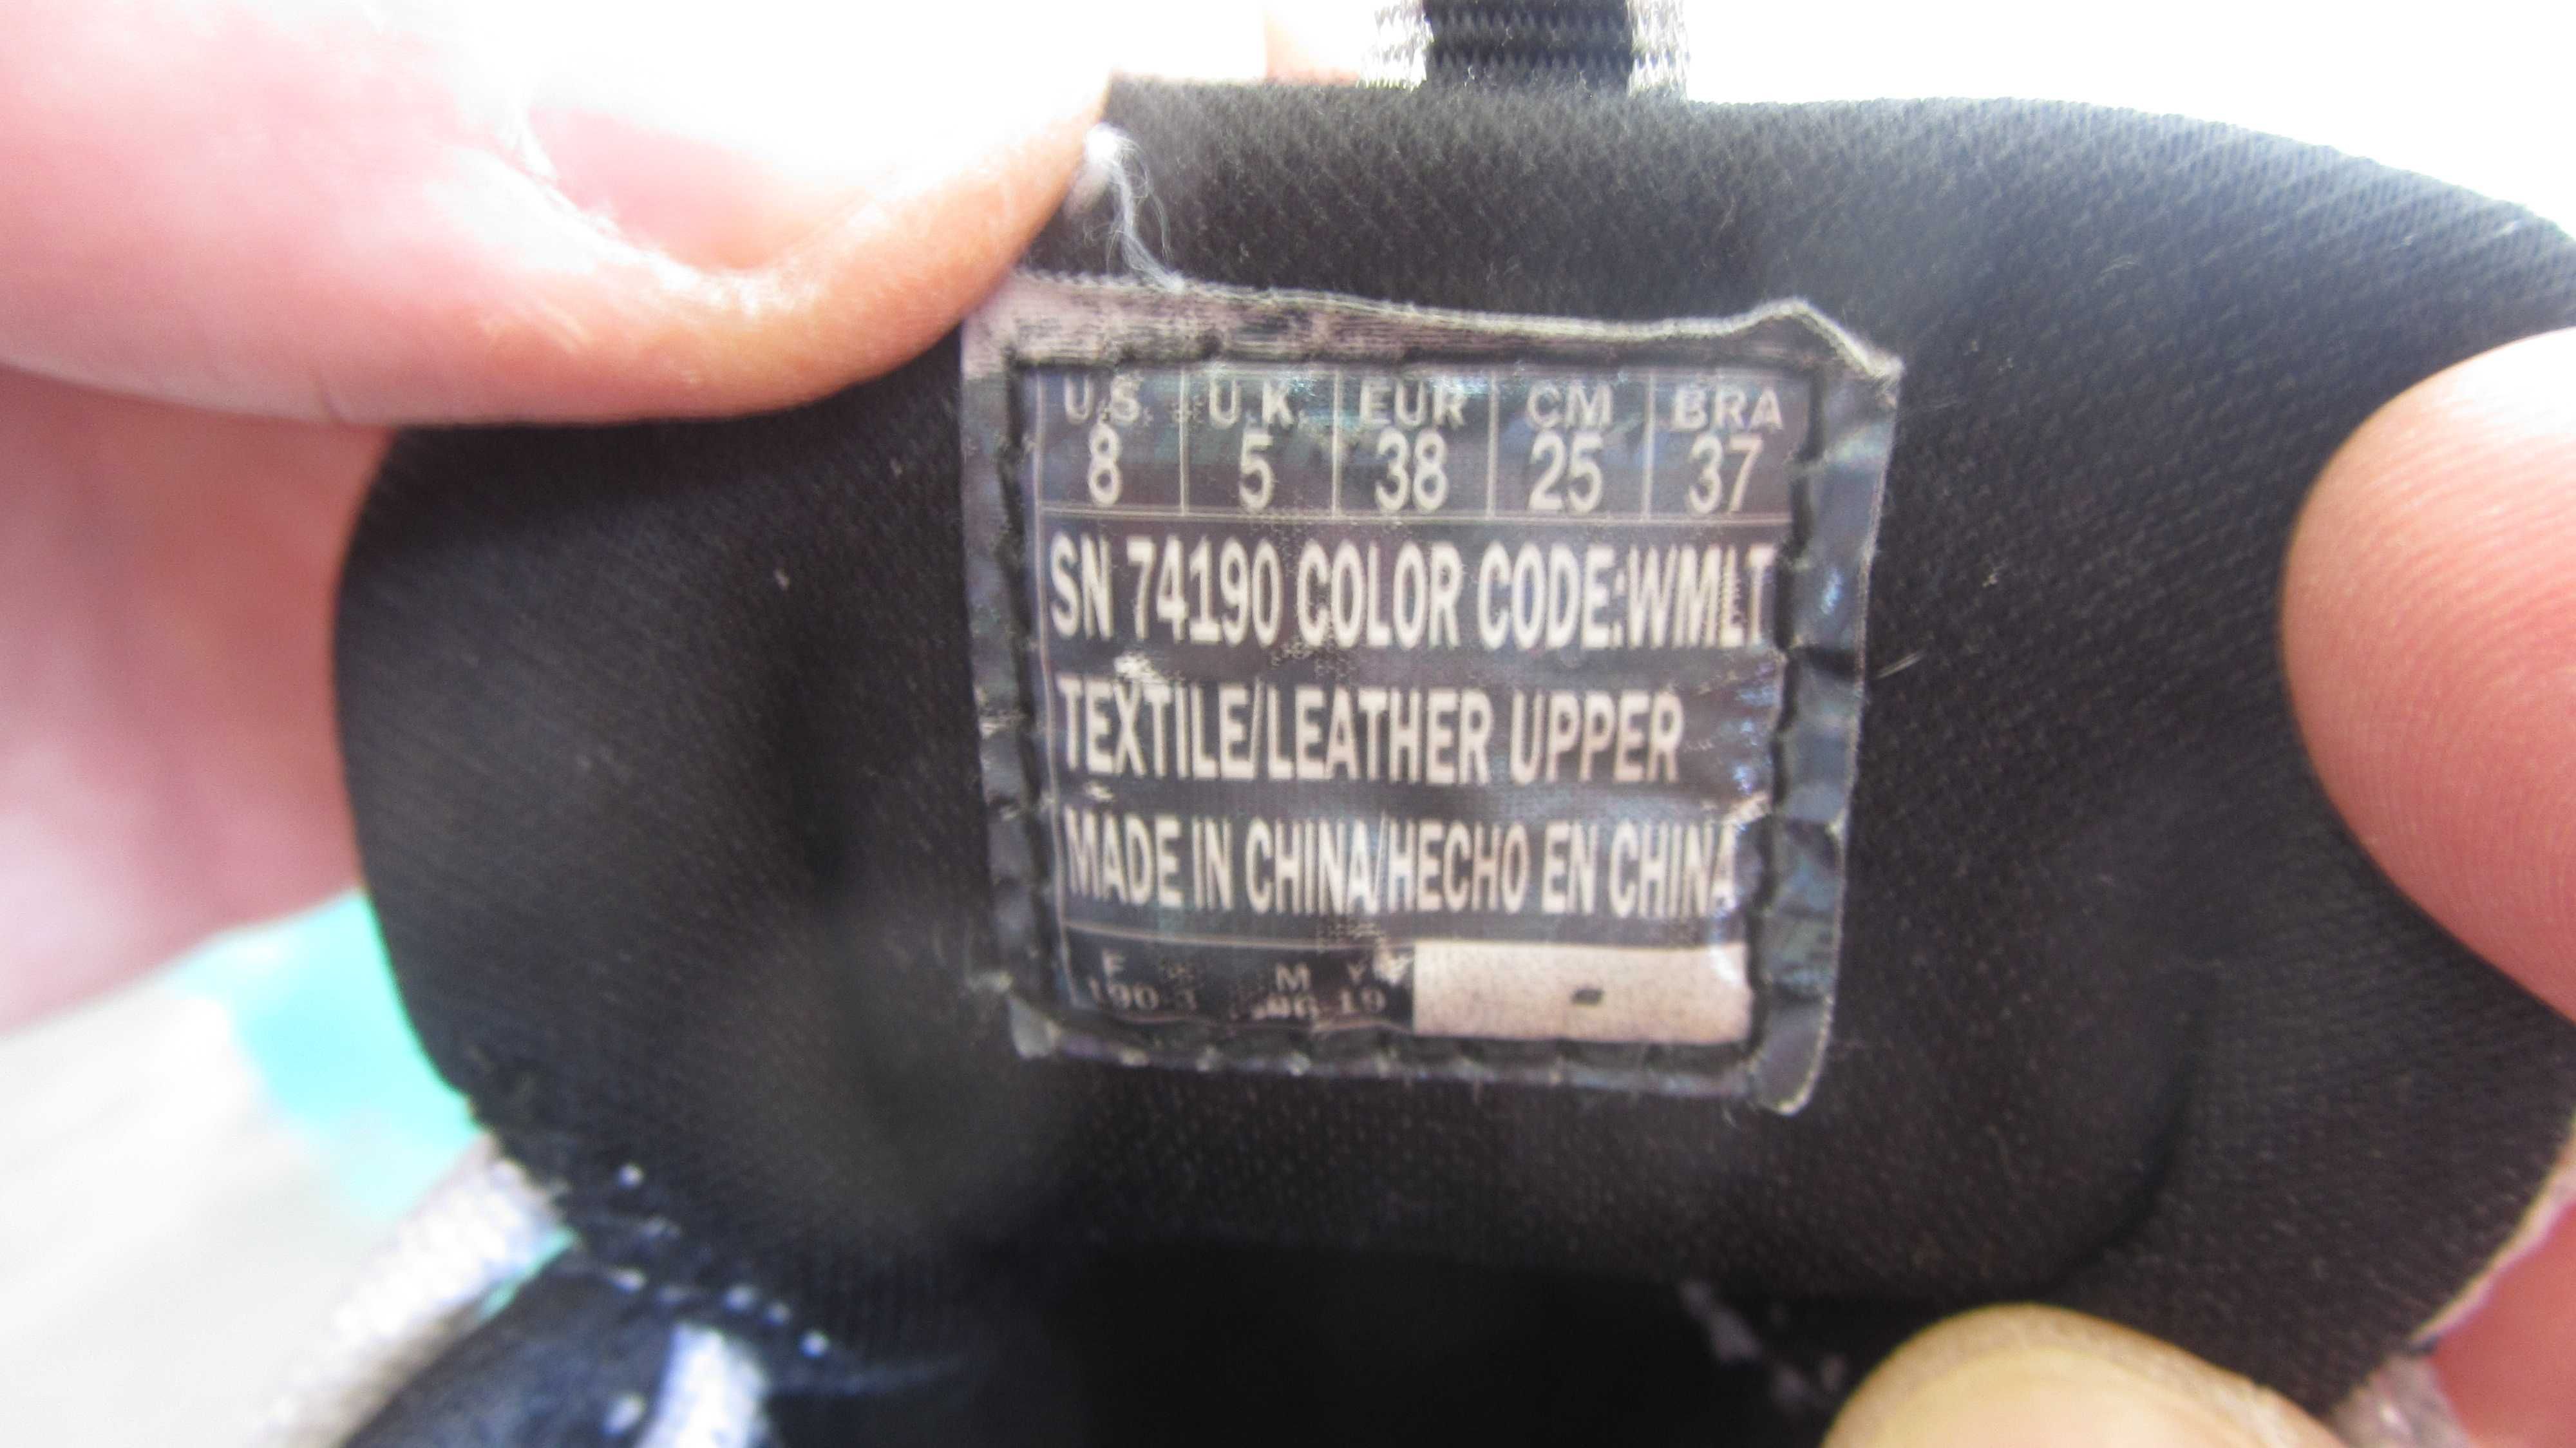 U.S. U.K. EUR CM BRA
8 5 38 25 37
SN 74190 COLOR CODE:WMLT
TEXTILE/LEATHER UPPER
MADE IN CHINA/HECHO EN CHINA
F M Y